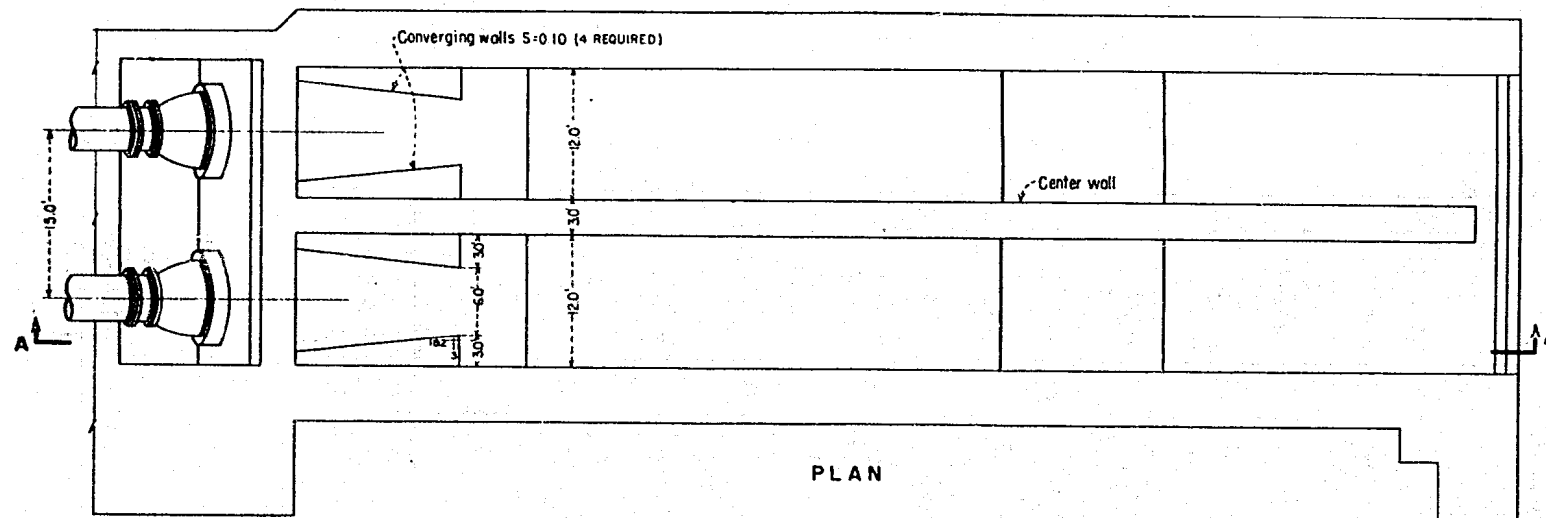 Converging walls S=0.10 (4 REQUIRED)
12.0'
15.0'
Center wall
3.0'
3.0'
6.0'
12.0'
3.0'
A
PLAN